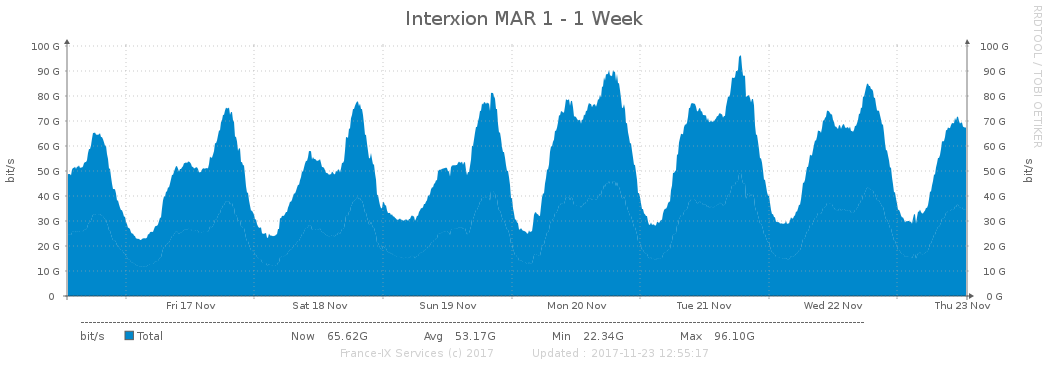 Interxion MAR 1 - 1 Week
RRDTOOL / TOBI OETIKER
100 G 100 G
90 G 90 G
80 G 80 G
70 G 70 G
60 G 60 G
50 G 50 G
40 G 40 G
30 G 30 G
20 G 20 G
10 G 10 G
0 0 G
bit/s
bit/s
Fri 17 Nov Sat 18 Nov Sun 19 Nov Mon 20 Nov Tue 21 Nov Wed 22 Nov Thu 23 Nov
bit/s Total Now 65.62G Avg 53.17G Min 22.34G Max 96.10G
France-IX Services (c) 2017 Updated : 2017-11-23 12:55:17